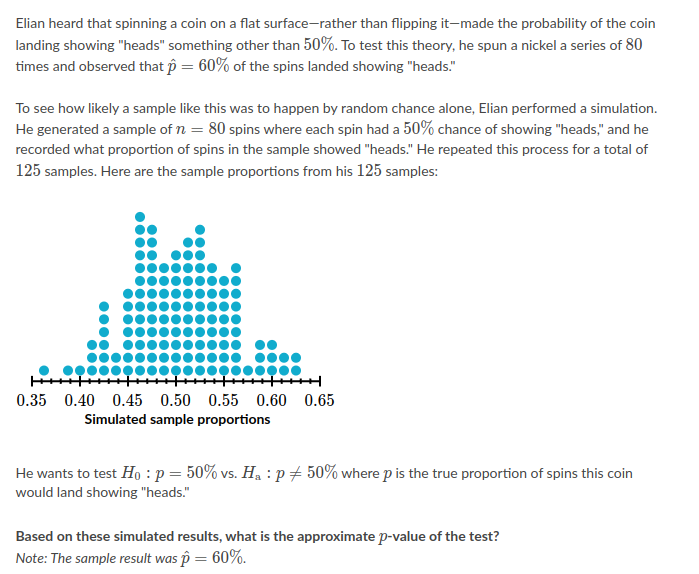 Elian heard that spinning a coin on a flat surface—rather than flipping it—made the probability of the coin
landing showing "heads" something other than 50%. To test this theory, he spun a nickel a series of 80
times and observed that p̂ = 60% of the spins landed showing "heads."
To see how likely a sample like this was to happen by random chance alone, Elian performed a simulation.
He generated a sample of n = 80 spins where each spin had a 50% chance of showing "heads," and he
recorded what proportion of spins in the sample showed "heads." He repeated this process for a total of
125 samples. Here are the sample proportions from his 125 samples:
0.35 0.40 0.45 0.50 0.55 0.60 0.65
Simulated sample proportions
He wants to test H₀ : p = 50% vs. Hₐ : p ≠ 50% where p is the true proportion of spins this coin
would land showing "heads."
Based on these simulated results, what is the approximate p-value of the test?
Note: The sample result was p̂ = 60%.